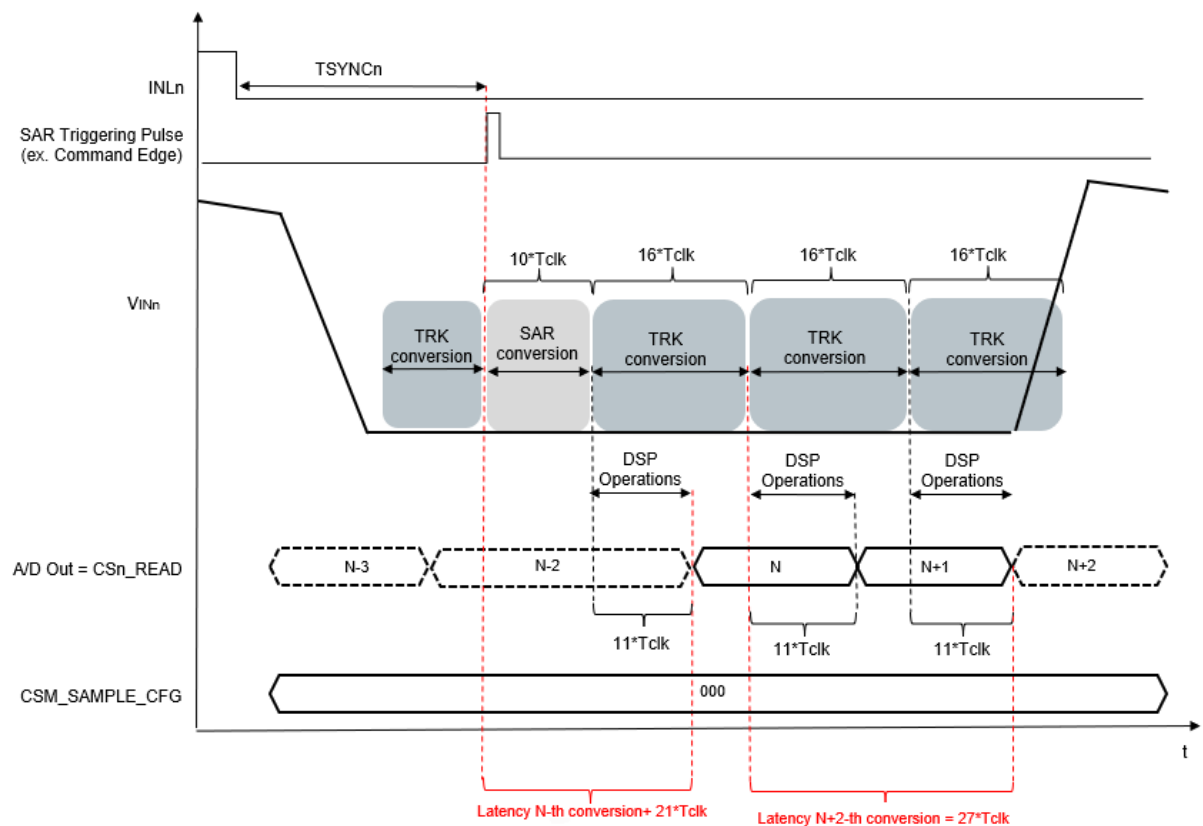 INLn
TSYNCn
SAR Triggering Pulse
(ex. Command Edge)
10*Tclk
16*Tclk
16*Tclk
16*Tclk
VINn
TRK
conversion
SAR
conversion
TRK
conversion
TRK
conversion
TRK
conversion
DSP
Operations
DSP
Operations
DSP
Operations
A/D Out = CSn_READ
N-3
N-2
N
N+1
N+2
11*Tclk
11*Tclk
11*Tclk
CSM_SAMPLE_CFG
000
t
Latency N-th conversion+ 21*Tclk
Latency N+2-th conversion = 27*Tclk